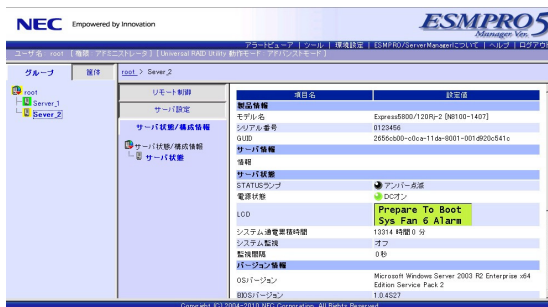 NEC Empowered by Innovation
ESMPRO5
Manager Ver.
アラートビューア | ツール | 環境設定 | ESMPRO/ServerManagerについて | ヘルプ | ログアウト
ユーザ名 : root [ 権限 : アドミニストレータ ] [ Universal RAID Utility 動作モード : アドバンストモード ]
グループ
筐体
root > Sever_2
root
Server_1
Sever_2
リモート制御
サーバ設定
サーバ状態/構成情報
サーバ状態/構成情報
サーバ状態
項目名 設定値
製品情報
モデル名 Express5800/120Rj-2 [N8100-1407]
シリアル番号 0123456
GUID 2656cb00-c0ca-11da-8001-001d920c541c
サーバ情報
情報
サーバ状態
STATUSランプ アンバー点滅
電源状態 DCオン
LCD Prepare To Boot
Sys Fan 6 Alarm
システム通電累積時間 13314 時間 0 分
システム監視 オフ
監視間隔 0 秒
バージョン情報
OSバージョン Microsoft Windows Server 2003 R2 Enterprise x64
Edition Service Pack 2
BIOSバージョン 1.0.4S27
Copyright (C) 2004-2010 NEC Corporation. All Rights Reserved.